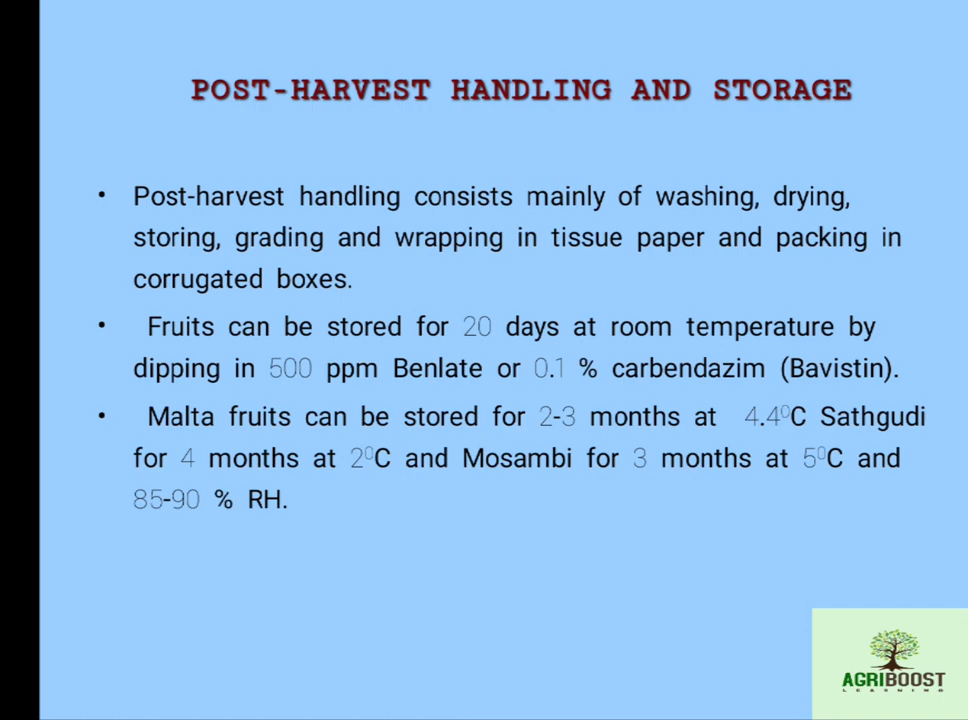 POST-HARVEST HANDLING AND STORAGE
• Post-harvest handling consists mainly of washing, drying,
storing, grading and wrapping in tissue paper and packing in
corrugated boxes.
• Fruits can be stored for 20 days at room temperature by
dipping in 500 ppm Benlate or 0.1 % carbendazim (Bavistin).
• Malta fruits can be stored for 2-3 months at 4.4⁰C Sathgudi
for 4 months at 2⁰C and Mosambi for 3 months at 5⁰C and
85-90 % RH.
AGRIBOOST
LEARNING